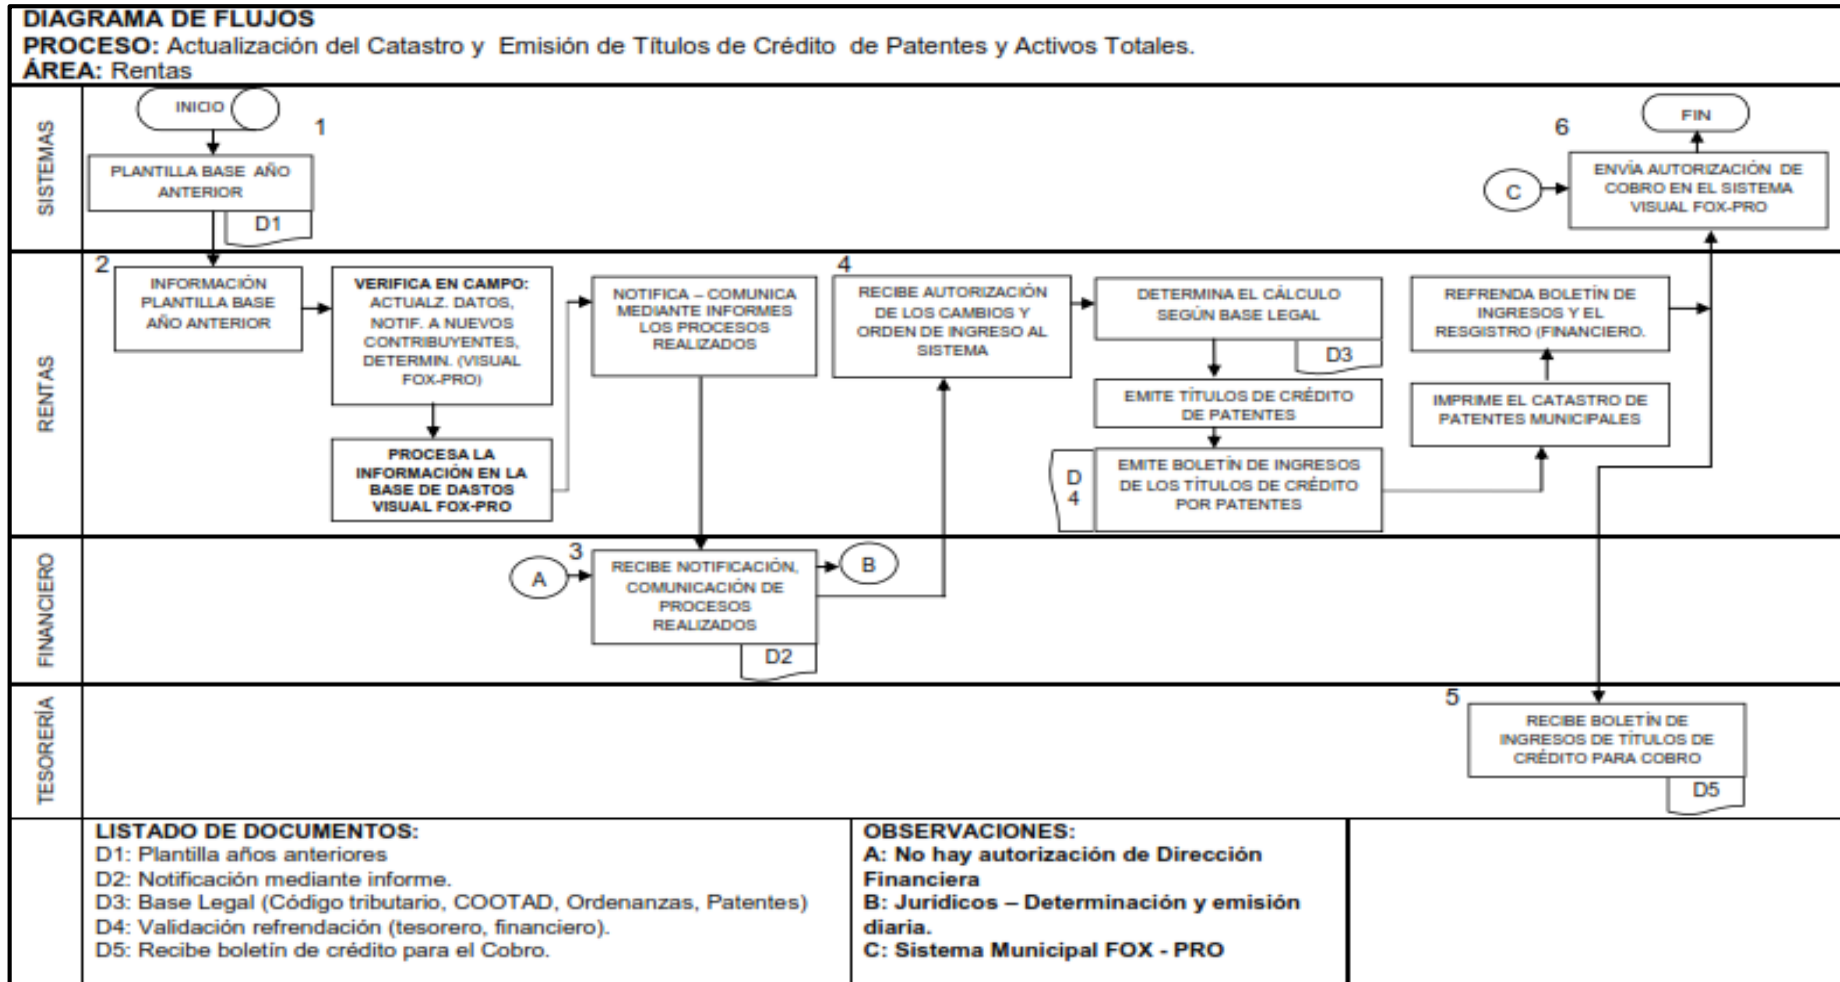 DIAGRAMA DE FLUJOS
PROCESO: Actualización del Catastro y Emisión de Títulos de Crédito de Patentes y Activos Totales.
ÁREA: Rentas
SISTEMAS
INICIO
1
PLANTILLA BASE AÑO
ANTERIOR
D1
6
FIN
C
ENVÍA AUTORIZACIÓN DE
COBRO EN EL SISTEMA
VISUAL FOX-PRO
RENTAS
2
INFORMACIÓN
PLANTILLA BASE
AÑO ANTERIOR
VERIFICA EN CAMPO:
ACTUALZ. DATOS,
NOTIF. A NUEVOS
CONTRIBUYENTES,
DETERMIN. (VISUAL
FOX-PRO)
PROCESA LA
INFORMACIÓN EN LA
BASE DE DASTOS
VISUAL FOX-PRO
NOTIFICA – COMUNICA
MEDIANTE INFORMES
LOS PROCESOS
REALIZADOS
4
RECIBE AUTORIZACIÓN
DE LOS CAMBIOS Y
ORDEN DE INGRESO AL
SISTEMA
DETERMINA EL CÁLCULO
SEGÚN BASE LEGAL
D3
EMITE TÍTULOS DE CRÉDITO
DE PATENTES
D
4
EMITE BOLETÍN DE INGRESOS
DE LOS TÍTULOS DE CRÉDITO
POR PATENTES
REFRENDA BOLETÍN DE
INGRESOS Y EL
RESGISTRO (FINANCIERO.
IMPRIME EL CATASTRO DE
PATENTES MUNICIPALES
FINANCIERO
A
3
RECIBE NOTIFICACIÓN,
COMUNICACIÓN DE
PROCESOS
REALIZADOS
B
D2
TESORERÍA
5
RECIBE BOLETÍN DE
INGRESOS DE TÍTULOS DE
CRÉDITO PARA COBRO
D5
LISTADO DE DOCUMENTOS:
D1: Plantilla años anteriores
D2: Notificación mediante informe.
D3: Base Legal (Código tributario, COOTAD, Ordenanzas, Patentes)
D4: Validación refrendación (tesorero, financiero).
D5: Recibe boletín de crédito para el Cobro.
OBSERVACIONES:
A: No hay autorización de Dirección
Financiera
B: Jurídicos – Determinación y emisión
diaria.
C: Sistema Municipal FOX - PRO